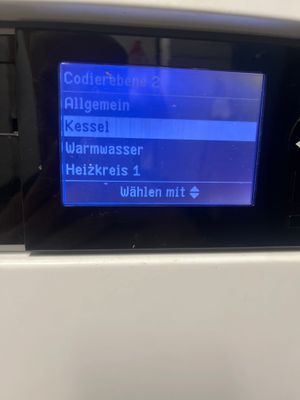 Codierebene 2
Allgemein
Kessel
Warmwasser
Heizkreis 1
Wählen mit